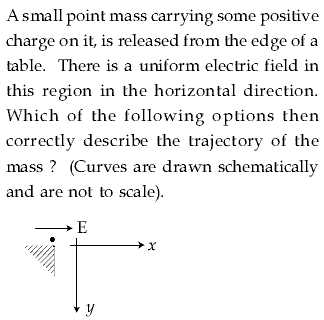 A small point mass carrying some positive
charge on it, is released from the edge of a
table. There is a uniform electric field in
this region in the horizontal direction.
Which of the following options then
correctly describe the trajectory of the
mass ? (Curves are drawn schematically
and are not to scale).
E
x
y